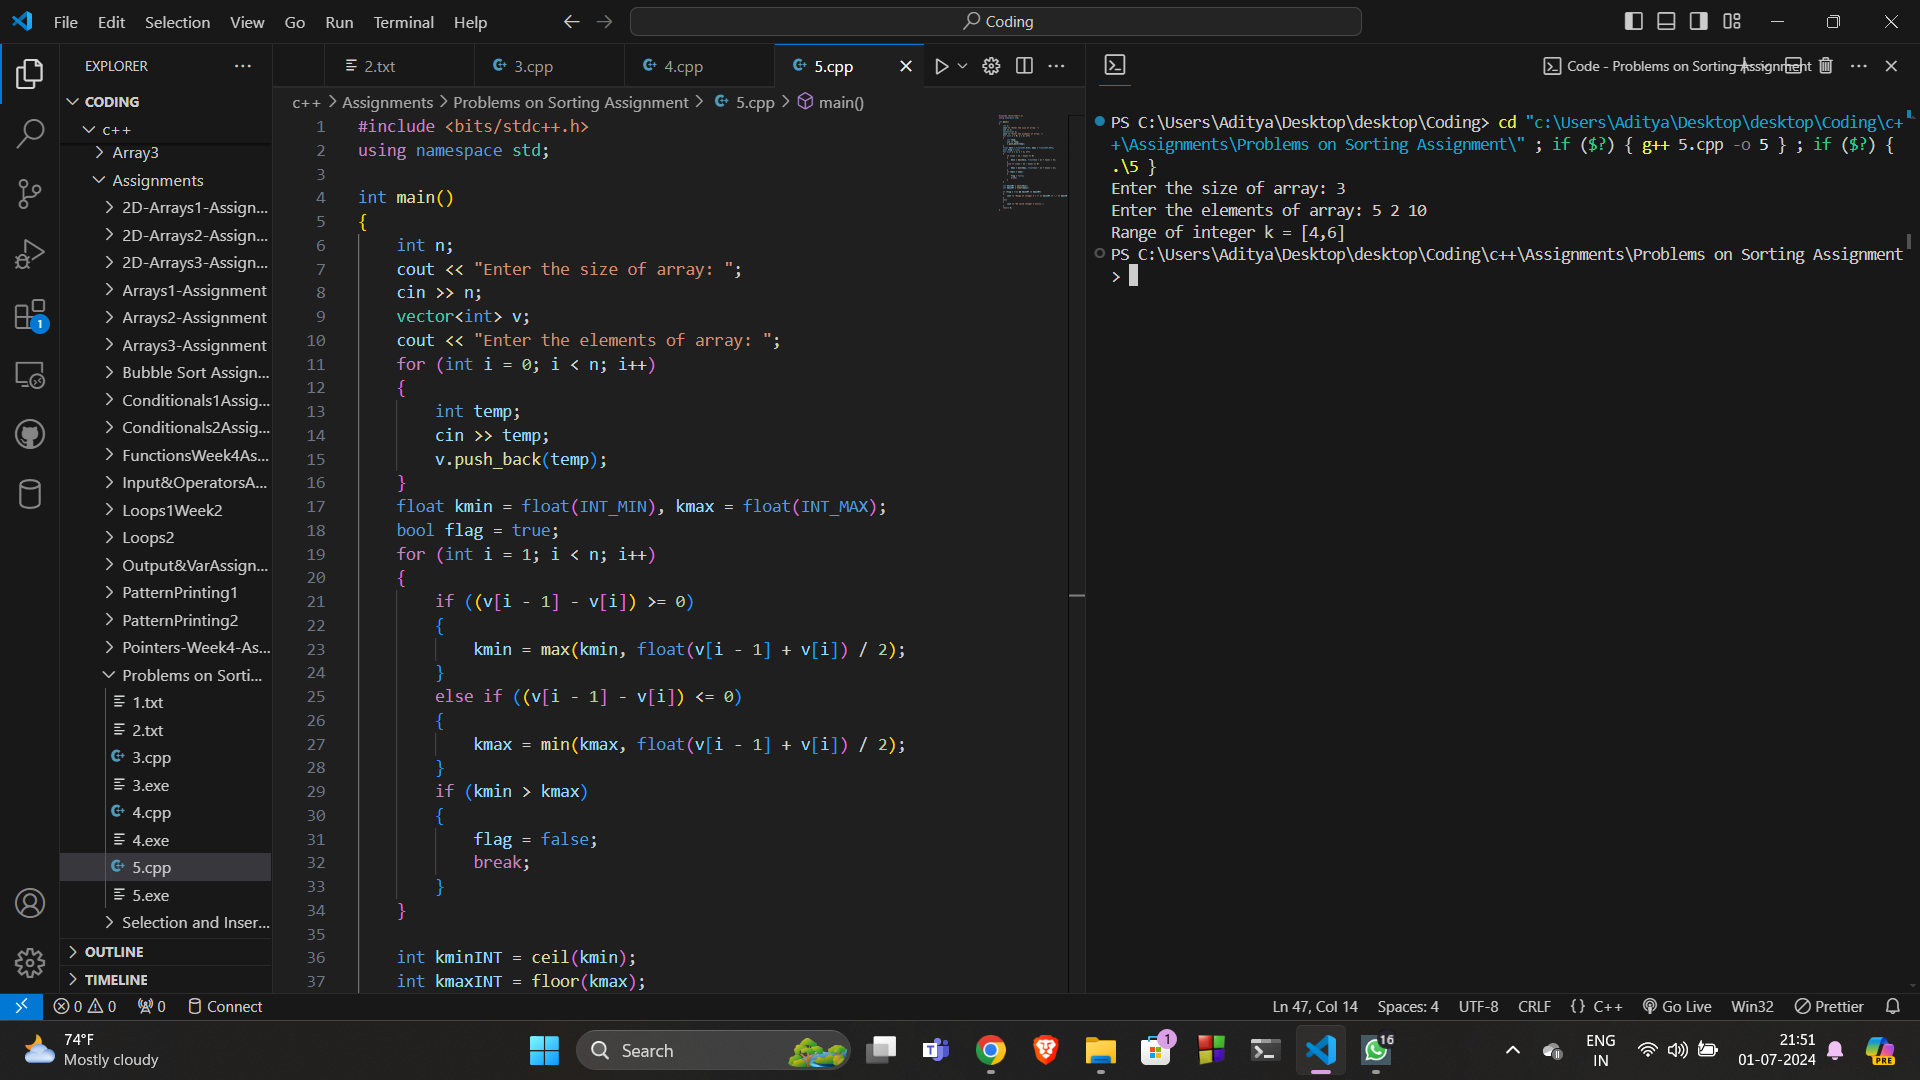 File Edit Selection View Go Run Terminal Help
Coding
EXPLORER
CODING
c++
Array3
Assignments
2D-Arrays1-Assign...
2D-Arrays2-Assign...
2D-Arrays3-Assign...
Arrays1-Assignment
Arrays2-Assignment
Arrays3-Assignment
Bubble Sort Assign...
Conditionals1Assig...
Conditionals2Assig...
FunctionsWeek4As...
Input&OperatorsA...
Loops1Week2
Loops2
Output&VarAssign...
PatternPrinting1
PatternPrinting2
Pointers-Week4-As...
Problems on Sorti...
1.txt
2.txt
3.cpp
3.exe
4.cpp
4.exe
5.cpp
5.exe
Selection and Inser...
OUTLINE
TIMELINE
1
2.txt 3.cpp 4.cpp 5.cpp
c++ > Assignments > Problems on Sorting Assignment > 5.cpp > main()
1 #include <bits/stdc++.h>
2 using namespace std;
3
4 int main()
5 {
6 int n;
7 cout << "Enter the size of array: ";
8 cin >> n;
9 vector<int> v;
10 cout << "Enter the elements of array: ";
11 for (int i = 0; i < n; i++)
12 {
13 int temp;
14 cin >> temp;
15 v.push_back(temp);
16 }
17 float kmin = float(INT_MIN), kmax = float(INT_MAX);
18 bool flag = true;
19 for (int i = 1; i < n; i++)
20 {
21 if ((v[i - 1] - v[i]) >= 0)
22 {
23 kmin = max(kmin, float(v[i - 1] + v[i]) / 2);
24 }
25 else if ((v[i - 1] - v[i]) <= 0)
26 {
27 kmax = min(kmax, float(v[i - 1] + v[i]) / 2);
28 }
29 if (kmin > kmax)
30 {
31 flag = false;
32 break;
33 }
34 }
35
36 int kminINT = ceil(kmin);
37 int kmaxINT = floor(kmax);
Code - Problems on Sorting Assignment
PS C:\Users\Aditya\Desktop\desktop\Coding> cd "c:\Users\Aditya\Desktop\desktop\Coding\c+
+\Assignments\Problems on Sorting Assignment\" ; if ($?) { g++ 5.cpp -o 5 } ; if ($?) {
.\5 }
Enter the size of array: 3
Enter the elements of array: 5 2 10
Range of integer k = [4,6]
PS C:\Users\Aditya\Desktop\desktop\Coding\c++\Assignments\Problems on Sorting Assignment
>
0 0 0 Connect
Ln 47, Col 14 Spaces: 4 UTF-8 CRLF {} C++ Go Live Win32 Prettier
74°F
Mostly cloudy
Search
1
16
ENG
IN
21:51
01-07-2024
PRE